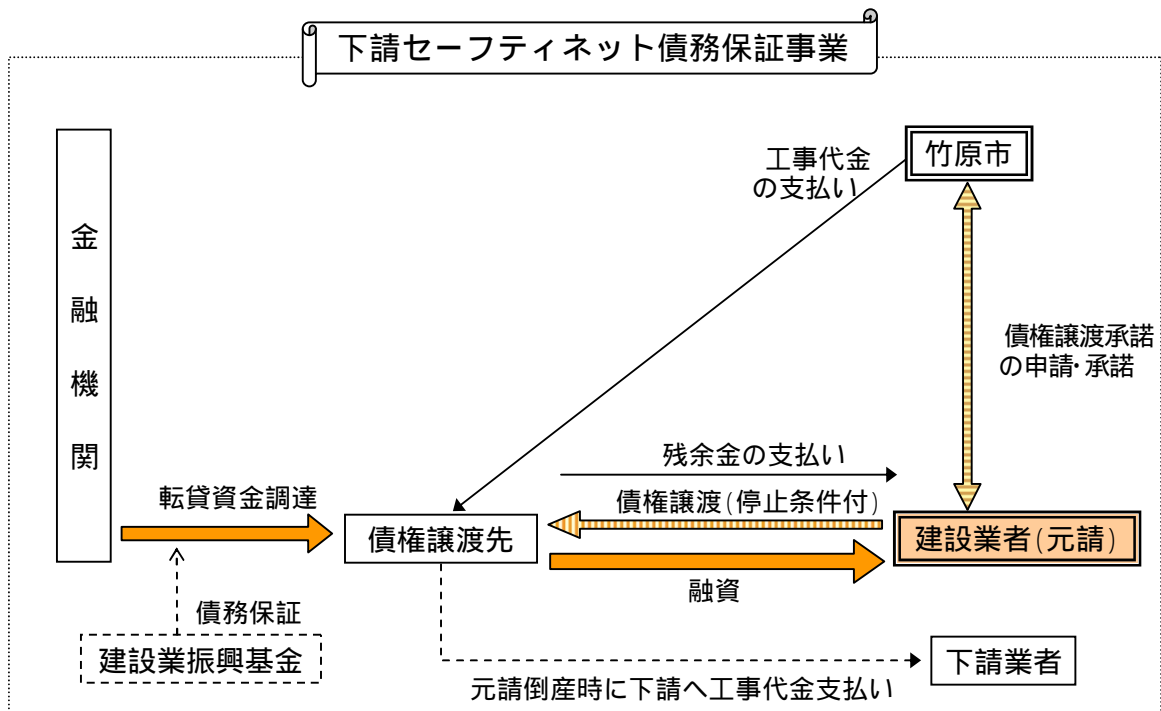 下請セーフティネット債務保証事業
竹原市
工事代金
の支払い
金
融
機
関
債権譲渡承諾
の申請・承諾
残余金の支払い
転貸資金調達
債権譲渡(停止条件付)
債権譲渡先
建設業者(元請)
融資
債務保証
建設業振興基金
下請業者
元請倒産時に下請へ工事代金支払い